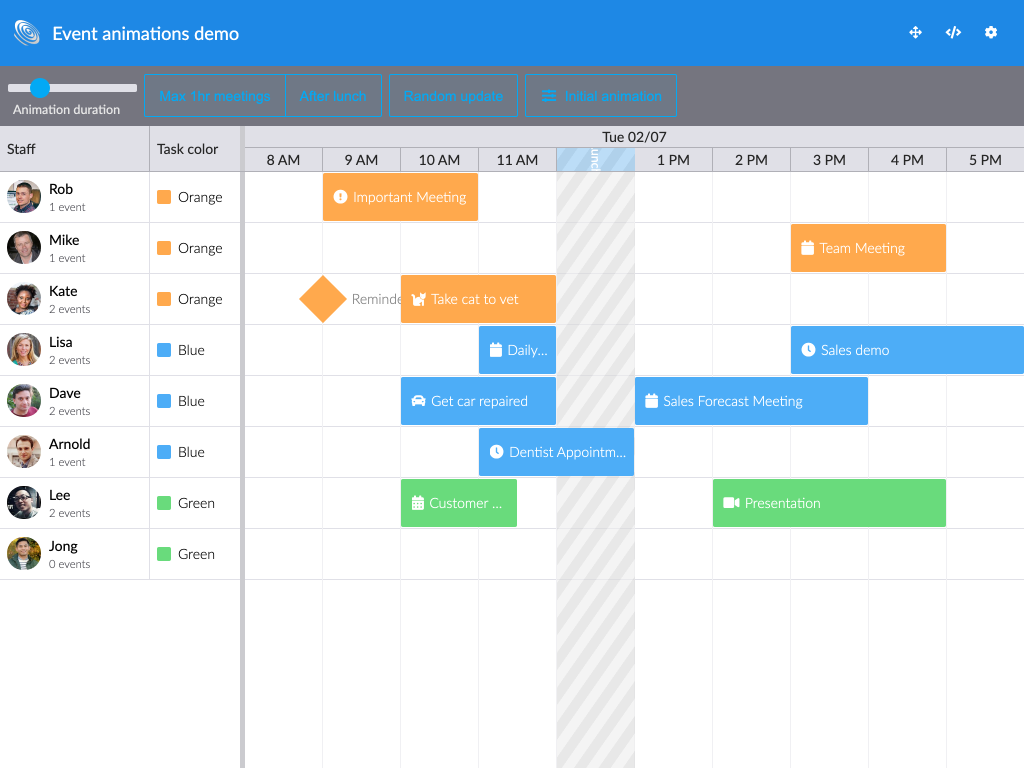 Event animations demo
Animation duration
Max 1hr meetings
After lunch
Random update
Initial animation
Staff
Task color
Tue 02/07
8 AM
9 AM
10 AM
11 AM
1 PM
2 PM
3 PM
4 PM
5 PM
Rob
1 event
Orange
Important Meeting
Mike
1 event
Orange
Team Meeting
Kate
2 events
Orange
Take cat to vet
Lisa
2 events
Blue
Daily...
Sales demo
Dave
2 events
Blue
Get car repaired
Sales Forecast Meeting
Arnold
1 event
Blue
Dentist Appointm...
Lee
2 events
Green
Customer ...
Presentation
Jong
0 events
Green